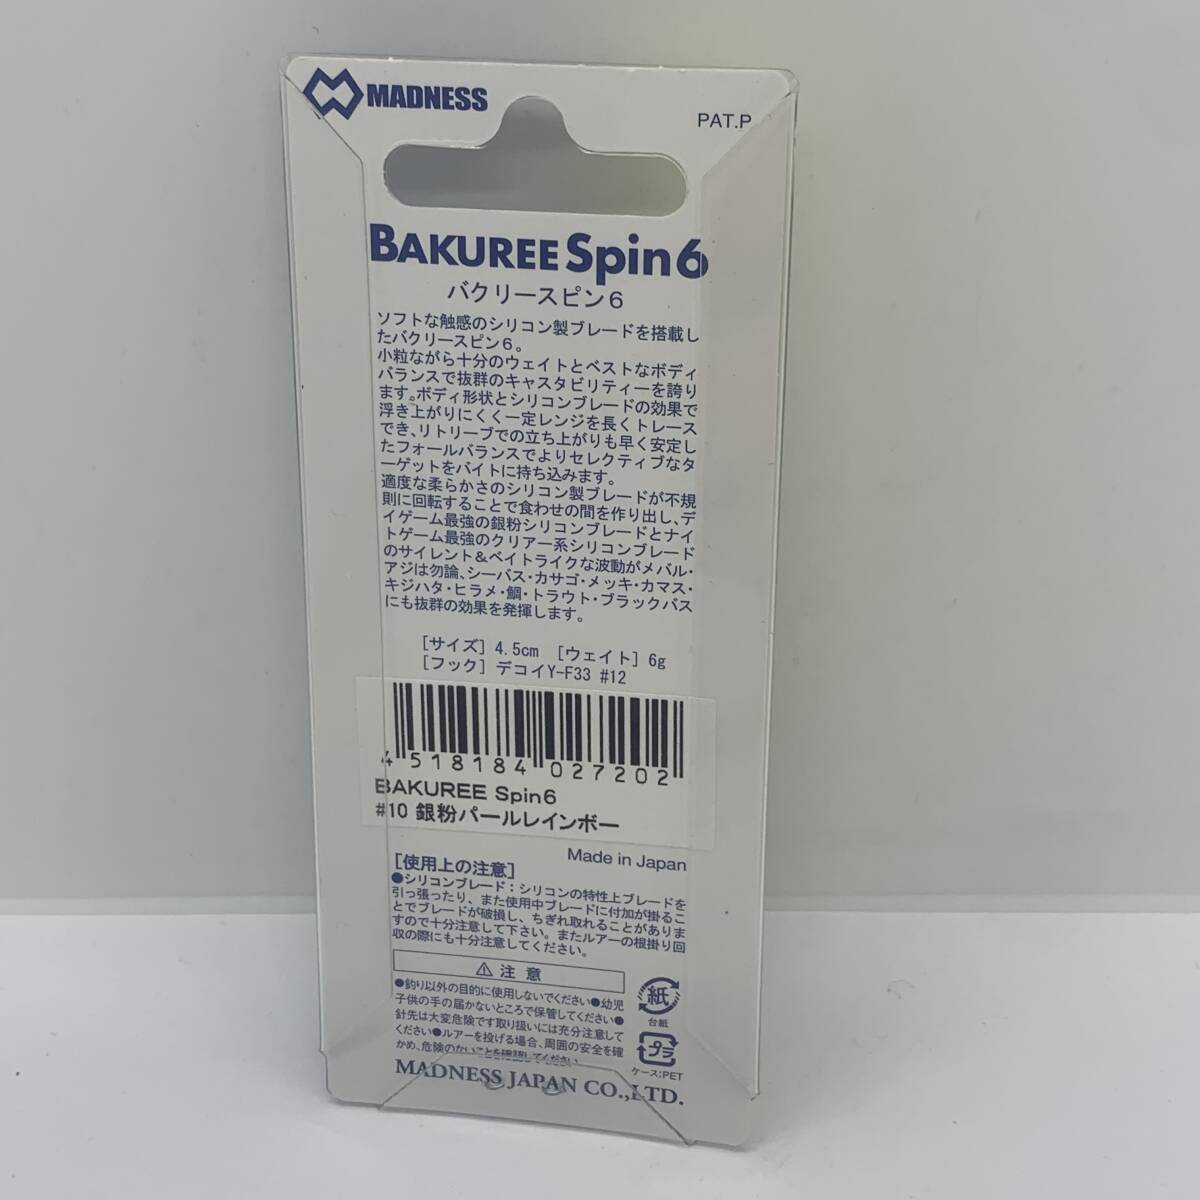 MADNESS
PAT.P
BAKUREE Spin6
バクリースピン6
ソフトな触感のシリコン製ブレードを搭載し
たバクリースピン6。
小粒ながら十分のウェイトとベストなボディ
バランスで抜群のキャスタビリティーを誇り
ます。ボディ形状とシリコンブレードの効果で
浮き上がりにくく一定レンジを長くトレース
でき、リトリーブでの立ち上がりも早く安定し
たフォールバランスでよりセレクティブなタ
ーゲットをバイトに持ち込みます。
適度な柔らかさのシリコン製ブレードが不規
則に回転することで食わせの間を作り出し、デ
イゲーム最強の銀粉シリコンブレードとナイ
トゲーム最強のクリアー系シリコンブレード
のサイレント&ベイトライクな波動がメバル・
アジは勿論、シーバス・カサゴ・メッキ・カマス・
キジハタ・ヒラメ・鯛・トラウト・ブラックバス
にも抜群の効果を発揮します。
[サイズ] 4.5cm [ウェイト] 6g
[フック] デコイY-F33 #12
4 518184 027202
BAKUREE Spin6
#10 銀粉パールレインボー
Made in Japan
[使用上の注意]
●シリコンブレード:シリコンの特性上ブレードを
引っ張ったり、また使用中ブレードに付加が掛るこ
とでブレードが破損し、ちぎれ取れることがありま
すので十分注意して下さい。またルアーの根掛り回
収の際にも十分注意してください。
⚠注意
●釣り以外の目的に使用しないでください●幼児
子供の手の届かないところで保管してください●
針先は大変危険です取り扱いには充分注意して
ください●ルアーを投げる場合、周囲の安全を確
かめ、危険のないことを確認してください
紙
台紙
プラ
ケース:PET
MADNESS JAPAN CO.,LTD.